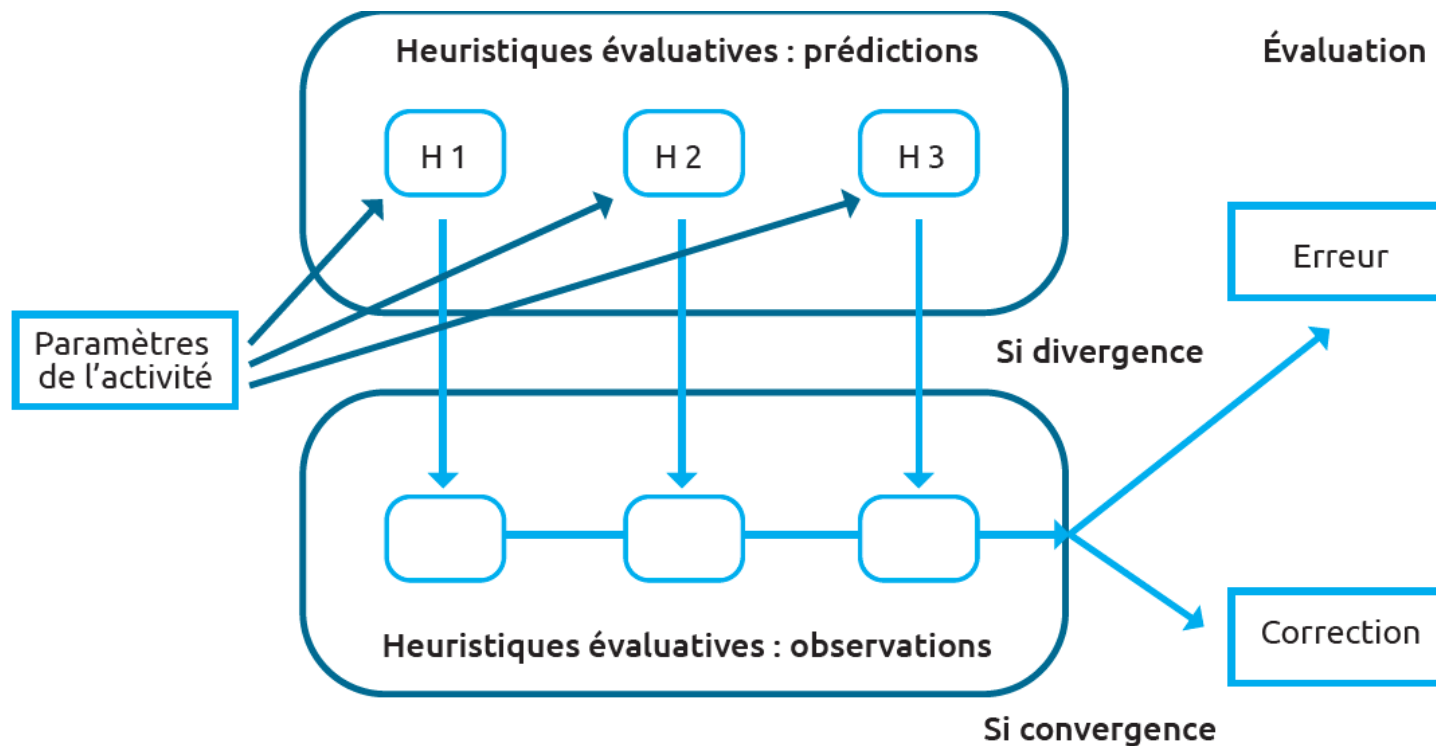 Heuristiques évaluatives : prédictions
Évaluation
H 1
H 2
H 3
Erreur
Paramètres
de l’activité
Si divergence
Correction
Heuristiques évaluatives : observations
Si convergence